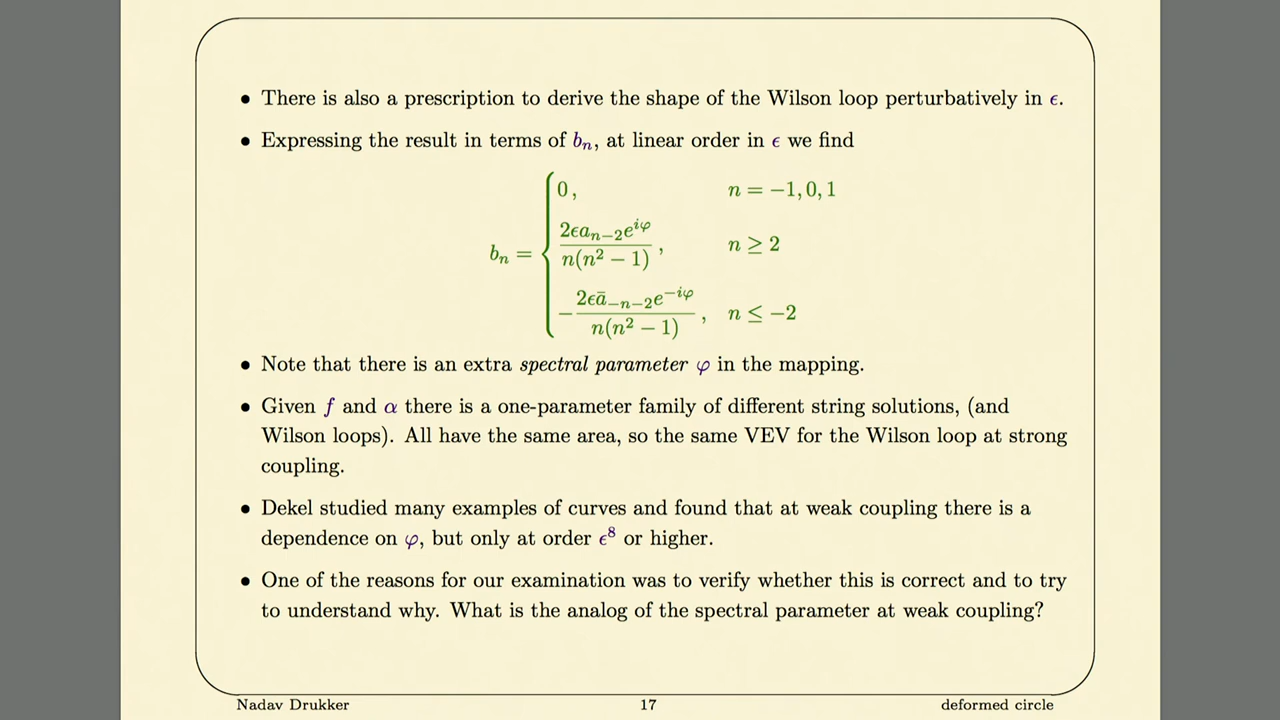 • There is also a prescription to derive the shape of the Wilson loop perturbatively in ϵ.
• Expressing the result in terms of bₙ, at linear order in ϵ we find
0, n = −1, 0, 1
bₙ = { 2ϵaₙ₋₂e^{iφ} / n(n² − 1), n ≥ 2
− 2ϵā₋ₙ₋₂e^{−iφ} / n(n² − 1), n ≤ −2
• Note that there is an extra spectral parameter φ in the mapping.
• Given f and α there is a one-parameter family of different string solutions, (and
Wilson loops). All have the same area, so the same VEV for the Wilson loop at strong
coupling.
• Dekel studied many examples of curves and found that at weak coupling there is a
dependence on φ, but only at order ϵ⁸ or higher.
• One of the reasons for our examination was to verify whether this is correct and to try
to understand why. What is the analog of the spectral parameter at weak coupling?
Nadav Drukker 17 deformed circle